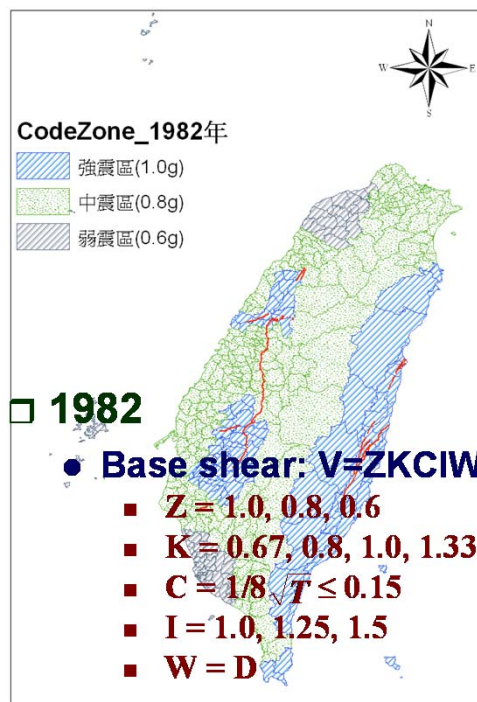 N
W E
S
CodeZone_1982年
強震區(1.0g)
中震區(0.8g)
弱震區(0.6g)
□ 1982
• Base shear: V=ZKCIW
▪ Z = 1.0, 0.8, 0.6
▪ K = 0.67, 0.8, 1.0, 1.33
▪ C = 1/8√T ≤ 0.15
▪ I = 1.0, 1.25, 1.5
▪ W = D